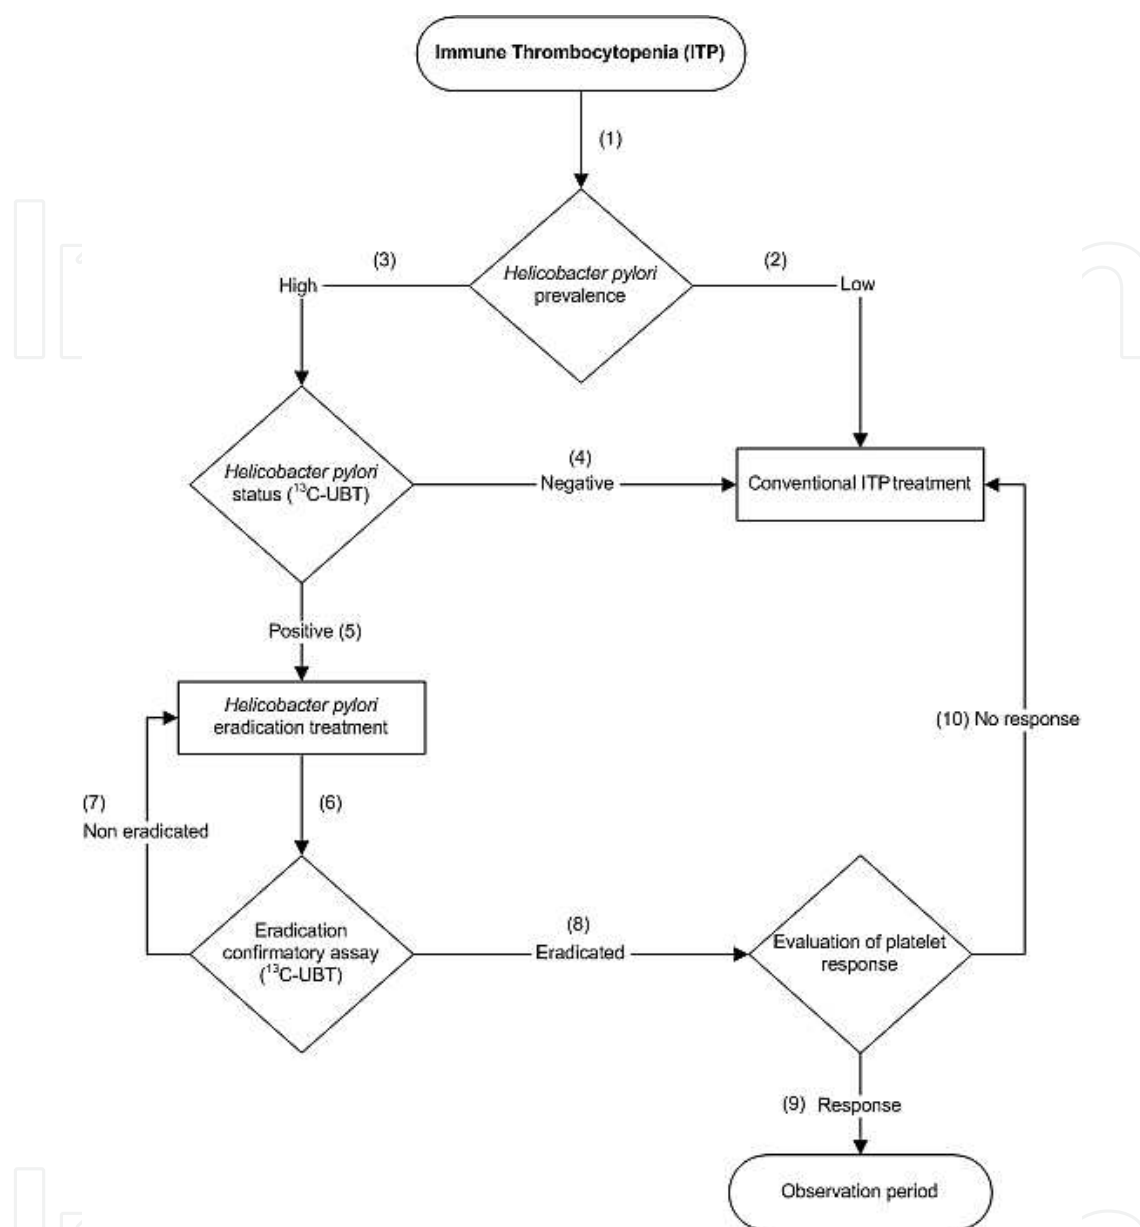 Immune Thrombocytopenia (ITP)
(1)
(3)
Helicobacter pylori
prevalence
(2)
High
Low
Helicobacter pylori
status (¹³C-UBT)
(4)
Negative
Conventional ITP treatment
Positive (5)
Helicobacter pylori
eradication treatment
(10) No response
(6)
(7)
Non eradicated
Eradication
confirmatory assay
(¹³C-UBT)
(8)
Eradicated
Evaluation of platelet
response
(9) Response
Observation period